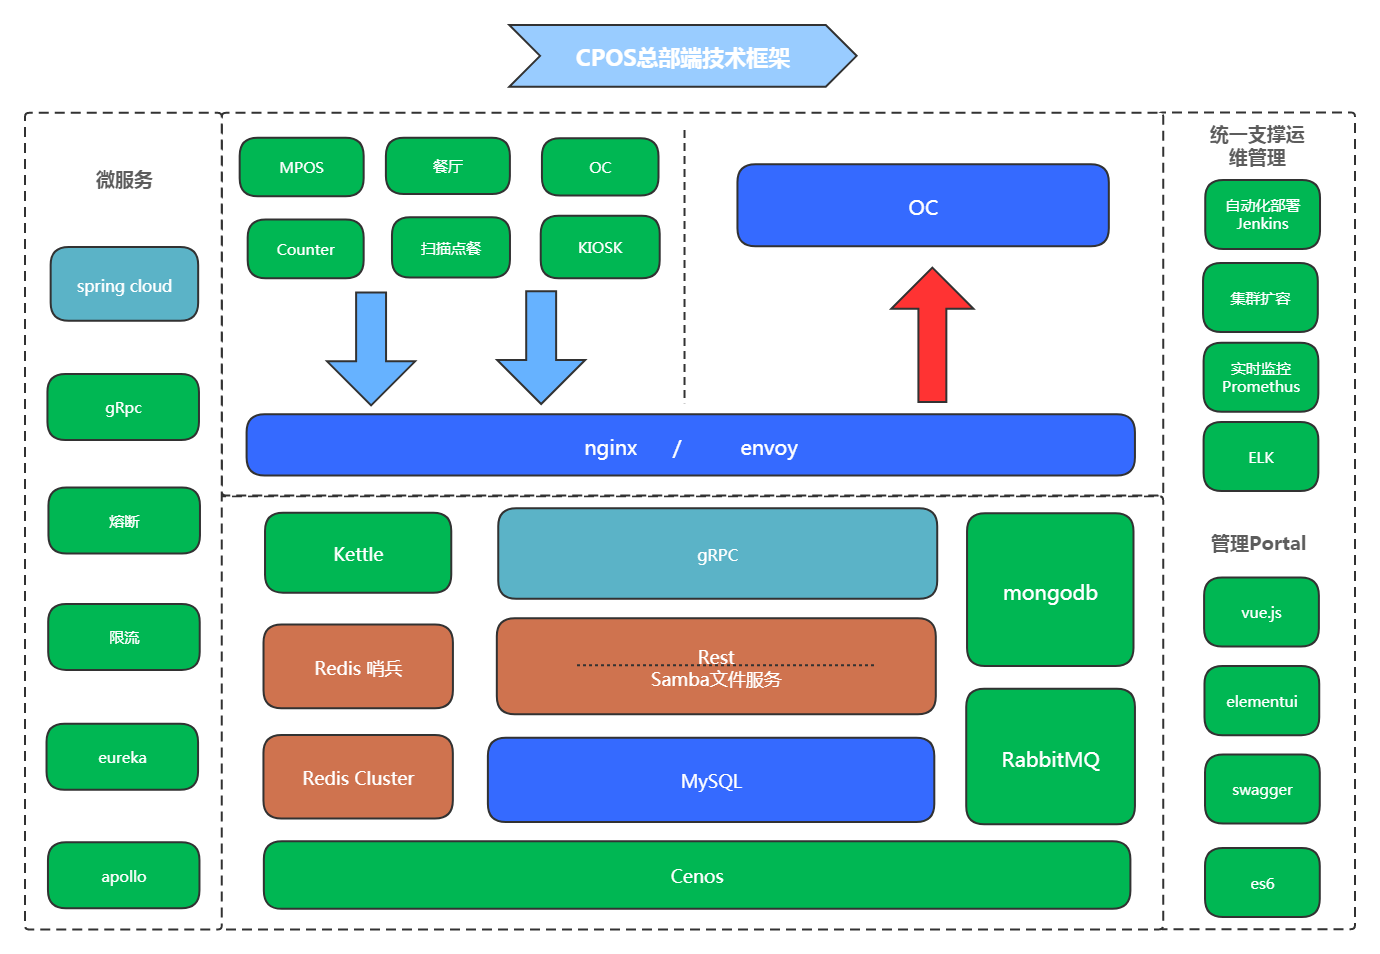 CPOS总部端技术框架
微服务
spring cloud
gRpc
熔断
限流
eureka
apollo
MPOS
餐厅
OC
Counter
扫描点餐
KIOSK
OC
nginx / envoy
Kettle
gRPC
mongodb
Redis 哨兵
Rest
Samba文件服务
Redis Cluster
MySQL
RabbitMQ
Cenos
统一支撑运
维管理
自动化部署
Jenkins
集群扩容
实时监控
Promethus
ELK
管理Portal
vue.js
elementui
swagger
es6